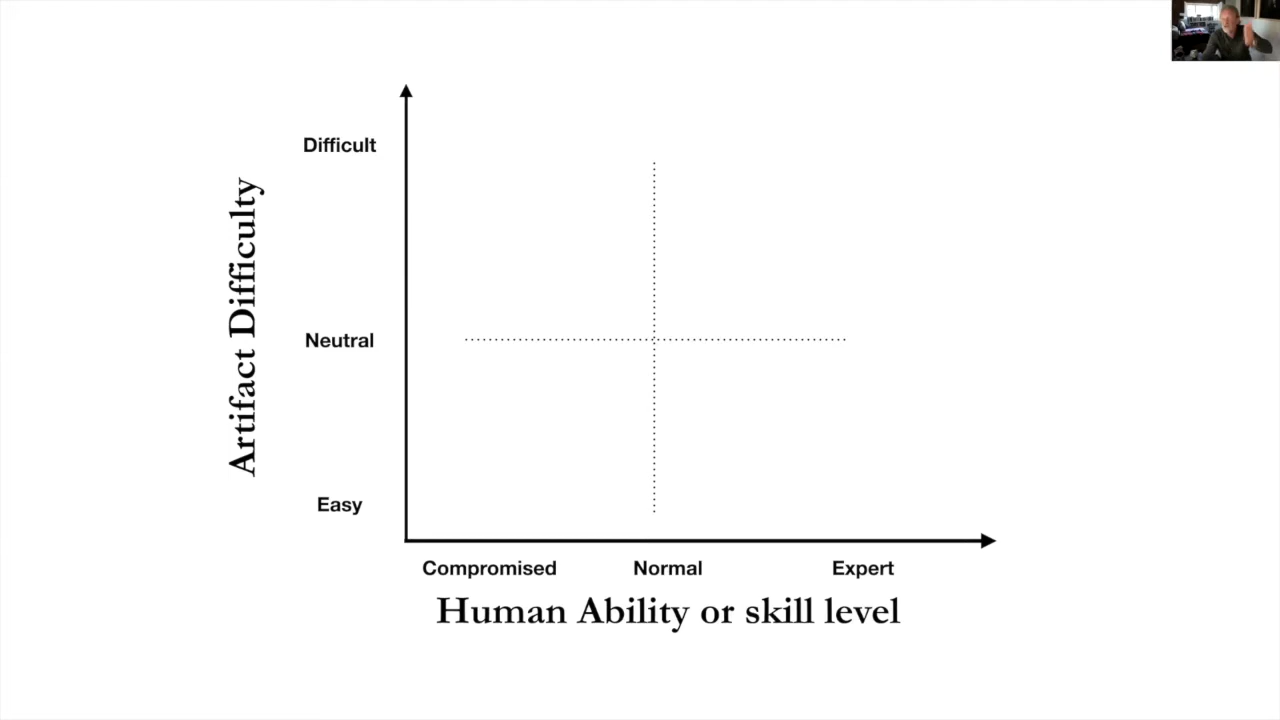 Difficult
Artifact Difficulty
Neutral
Easy
Compromised
Normal
Expert
Human Ability or skill level